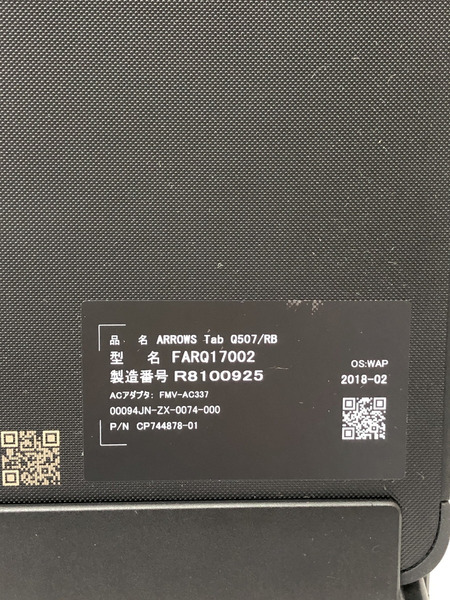 品 名 ARROWS Tab Q507/RB
型 名 FARQ17002
製造番号 R8100925
ACアダプタ: FMV-AC337
00094JN-ZX-0074-000
P/N CP744878-01
OS:WAP
2018-02